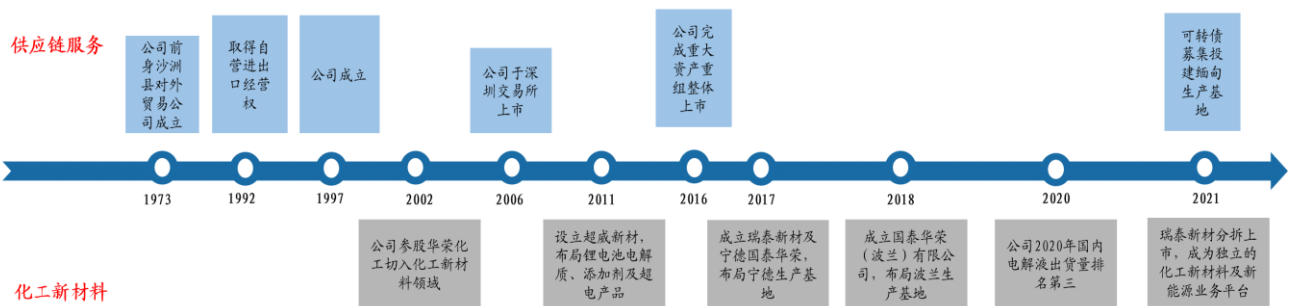 供应链服务
公司前
身沙洲
县对外
贸易公
司成立
取得自
营进出
口经营
权
公司成立
公司于深
圳交易所
上市
公司完
成重大
资产重
组整体
上市
可转债
募集投
建缅甸
生产基
地
1973
1992
1997
2002
2006
2011
2016
2017
2018
2020
2021
公司参股华荣化
工切入化工新材
料领域
设立超威新材，
布局锂电池电解
质、添加剂及超
电产品
成立瑞泰新材及
宁德国泰华荣，
布局宁德生产基
地
成立国泰华荣
（波兰）有限公
司，布局波兰生
产基地
公司2020年国内
电解液出货量排
名第三
瑞泰新材分拆上
市，成为独立的
化工新材料及新
能源业务平台
化工新材料